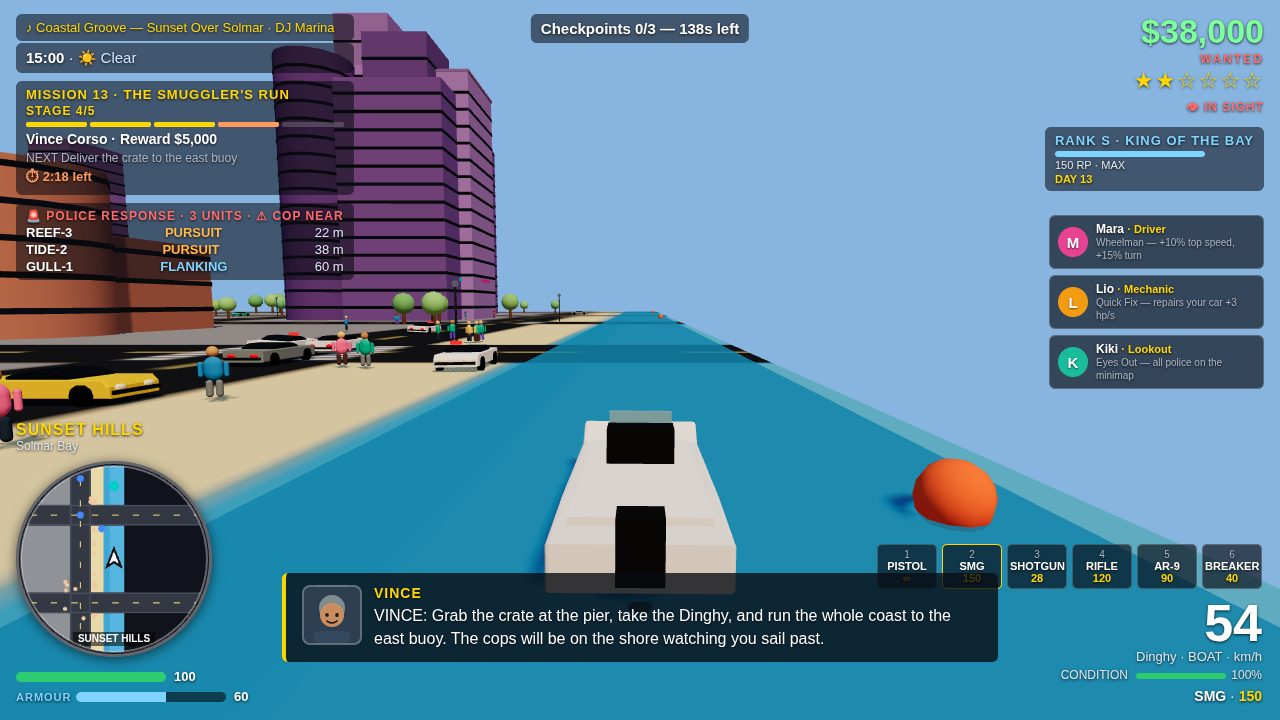 ♪ Coastal Groove — Sunset Over Solmar · DJ Marina
15:00 · ☀️ Clear
MISSION 13 · THE SMUGGLER'S RUN
STAGE 4/5
Vince Corso · Reward $5,000
NEXT Deliver the crate to the east buoy
⏱ 2:18 left
🚨 POLICE RESPONSE · 3 UNITS · ⚠ COP NEAR
REEF-3 PURSUIT 22 m
TIDE-2 PURSUIT 38 m
GULL-1 FLANKING 60 m
Checkpoints 0/3 — 138s left
$38,000
WANTED
★★☆☆☆☆
👁 IN SIGHT
RANK S · KING OF THE BAY
150 RP · MAX
DAY 13
M
Mara · Driver
Wheelman — +10% top speed,
+15% turn
L
Lio · Mechanic
Quick Fix — repairs your car +3
hp/s
K
Kiki · Lookout
Eyes Out — all police on the
minimap
SUNSET HILLS
Solmar Bay
SUNSET HILLS
100
ARMOUR 60
VINCE
VINCE: Grab the crate at the pier, take the Dinghy, and run the whole coast to the
east buoy. The cops will be on the shore watching you sail past.
1 PISTOL ∞
2 SMG 150
3 SHOTGUN 28
4 RIFLE 120
5 AR-9 90
6 BREAKER 40
54
Dinghy · BOAT · km/h
CONDITION 100%
SMG · 150